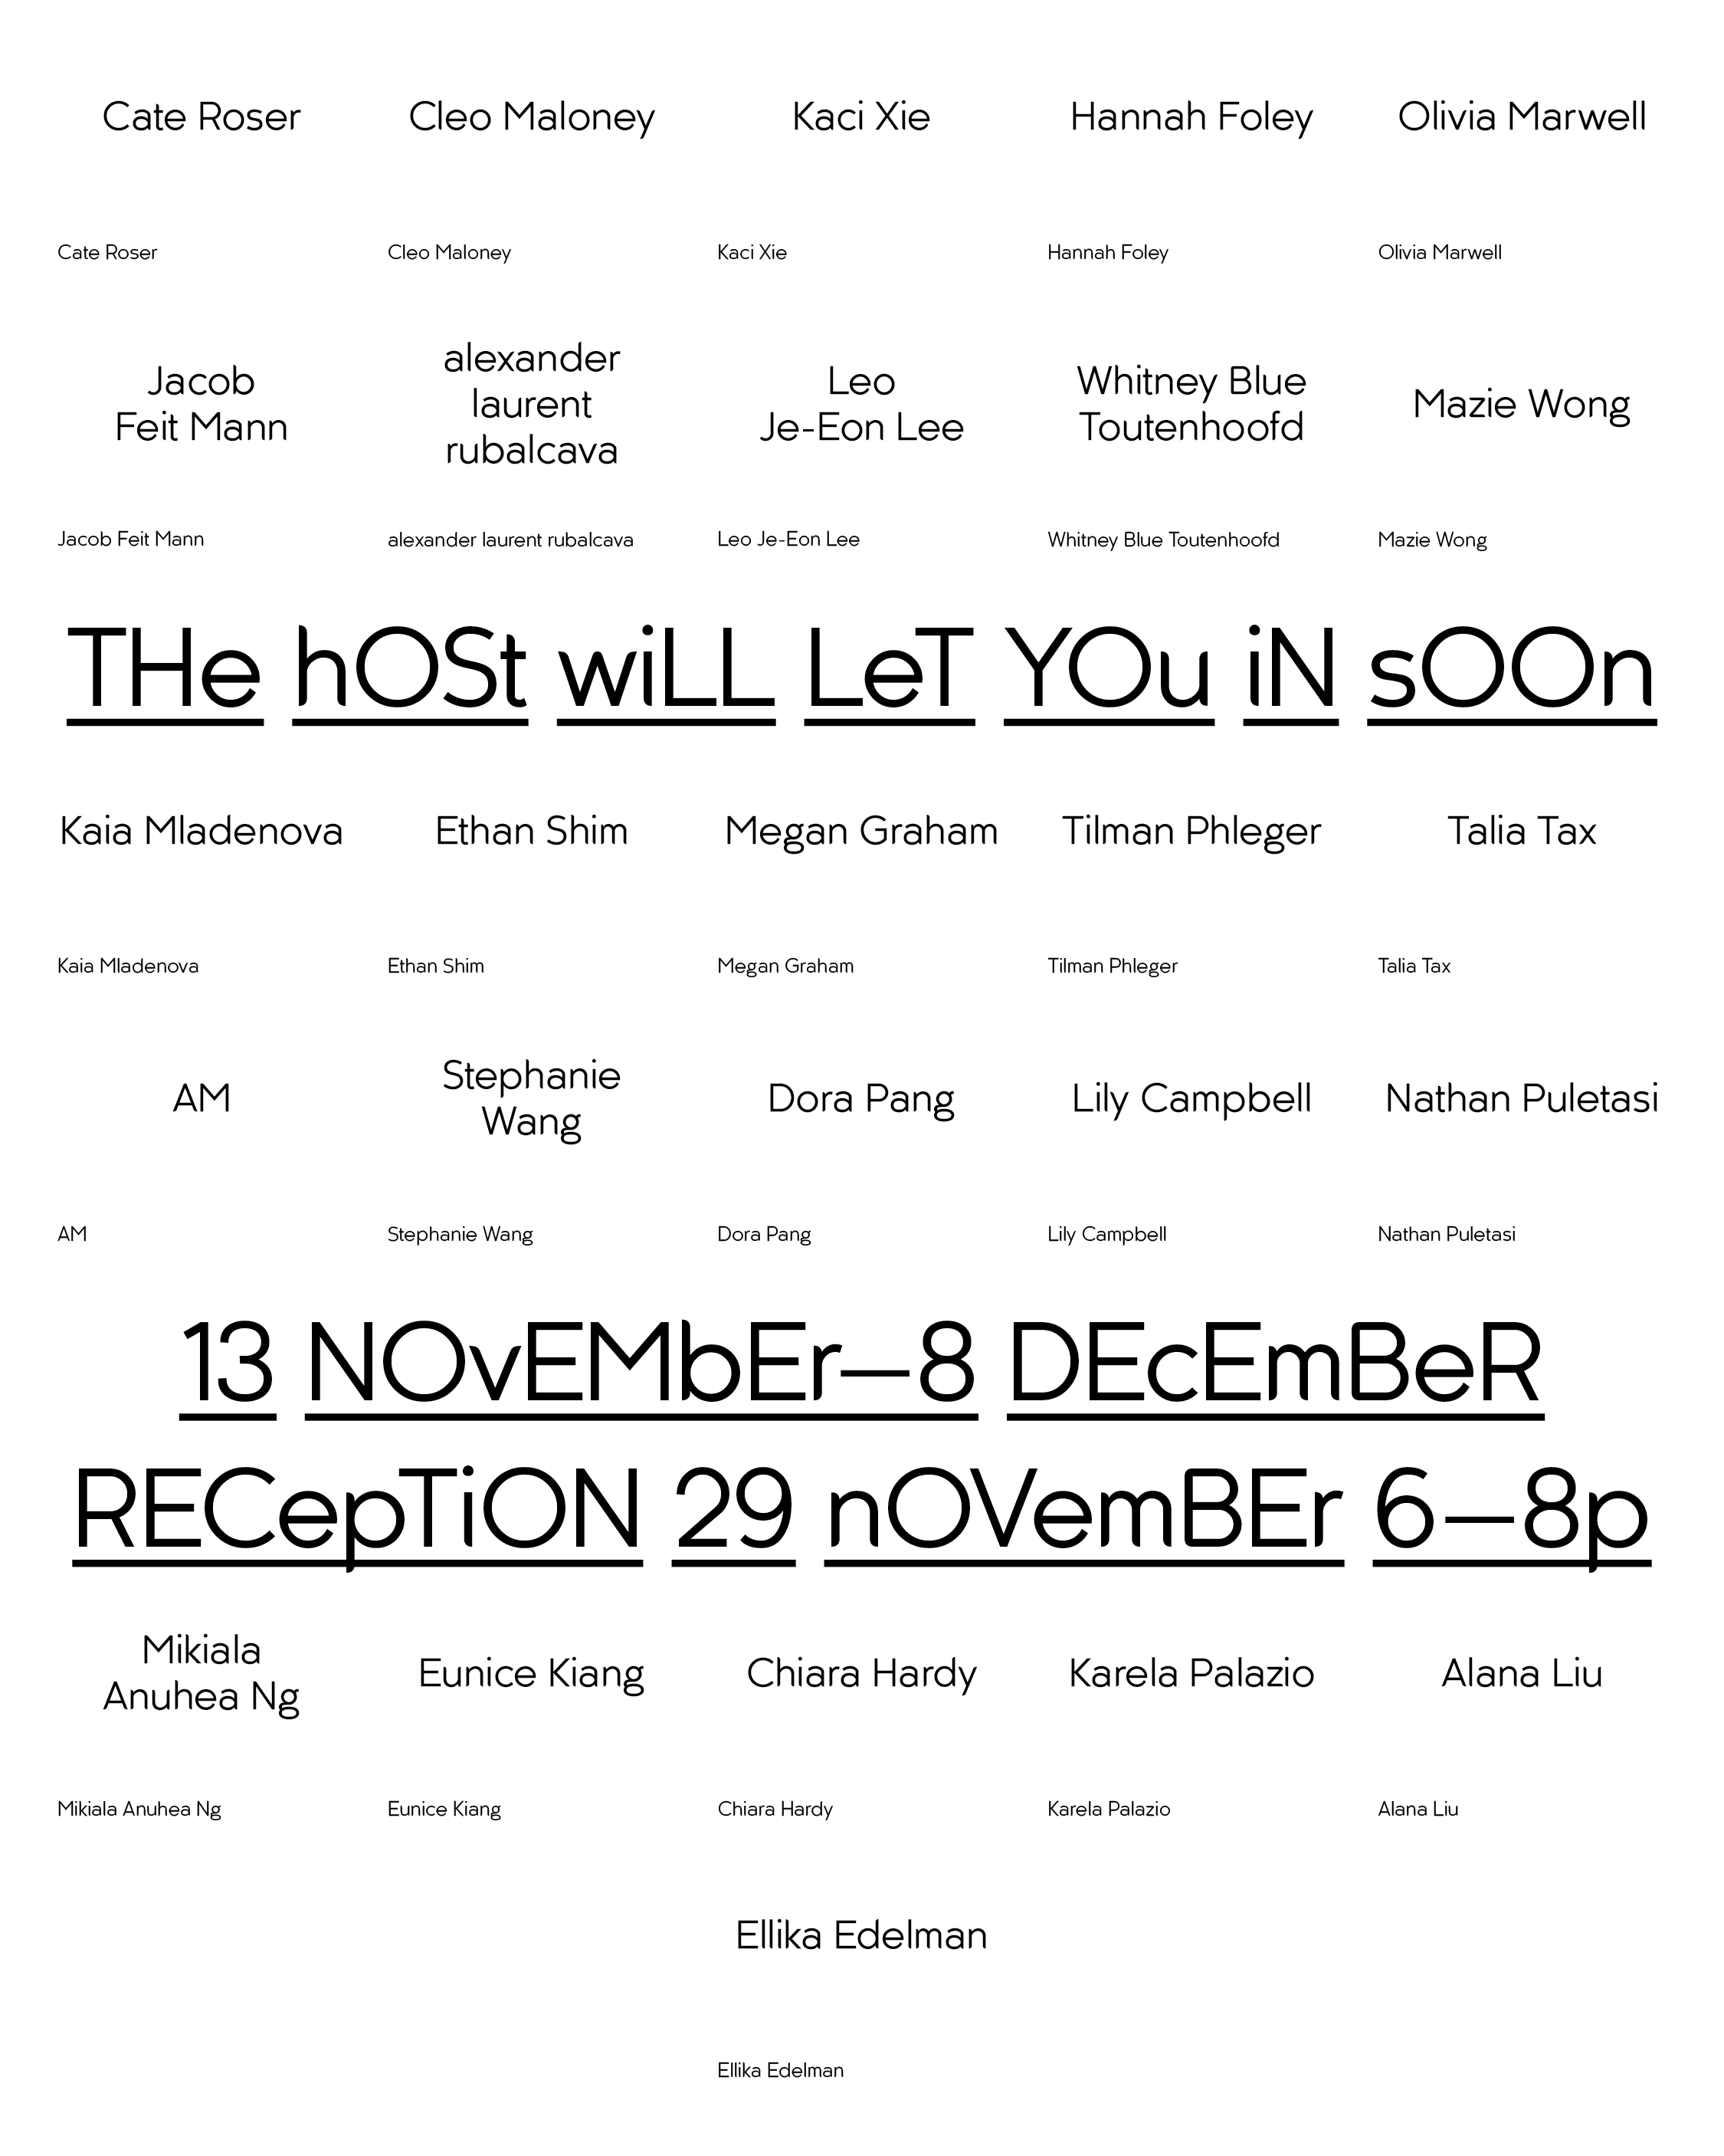 Cate Roser
Cleo Maloney
Kaci Xie
Hannah Foley
Olivia Marwell
Cate Roser
Cleo Maloney
Kaci Xie
Hannah Foley
Olivia Marwell
Jacob
Feit Mann
alexander
laurent
rubalcava
Leo
Je-Eon Lee
Whitney Blue
Toutenhoofd
Mazie Wong
Jacob Feit Mann
alexander laurent rubalcava
Leo Je-Eon Lee
Whitney Blue Toutenhoofd
Mazie Wong
THe hOSt wiLL LeT YOu iN sOOn
Kaia Mladenova
Ethan Shim
Megan Graham
Tilman Phleger
Talia Tax
Kaia Mladenova
Ethan Shim
Megan Graham
Tilman Phleger
Talia Tax
AM
Stephanie
Wang
Dora Pang
Lily Campbell
Nathan Puletasi
AM
Stephanie Wang
Dora Pang
Lily Campbell
Nathan Puletasi
13 NOvEMbEr—8 DEcEmBeR
RECepTiON 29 nOVemBEr 6—8p
Mikiala
Anuhea Ng
Eunice Kiang
Chiara Hardy
Karela Palazio
Alana Liu
Mikiala Anuhea Ng
Eunice Kiang
Chiara Hardy
Karela Palazio
Alana Liu
Ellika Edelman
Ellika Edelman